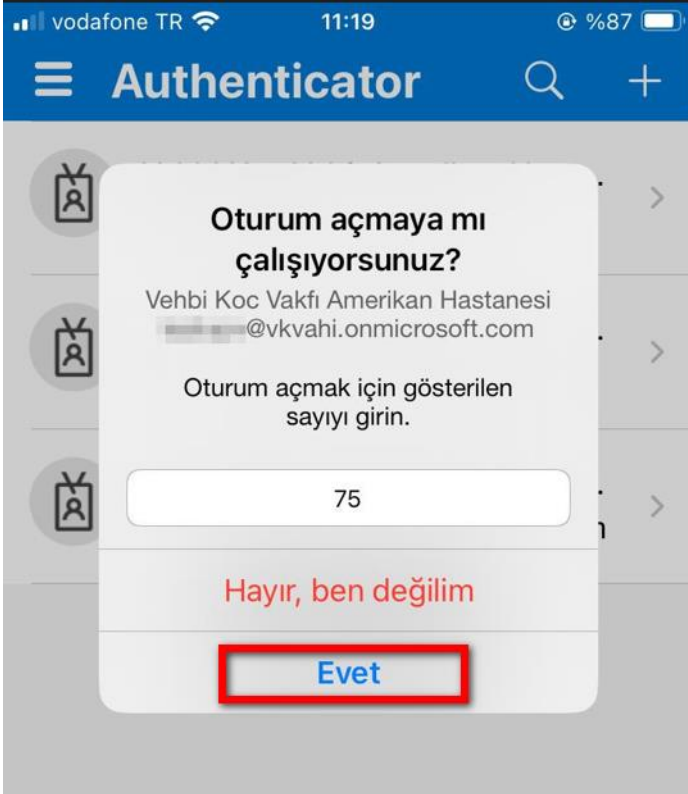 vodafone TR 11:19 %87
Authenticator
Oturum açmaya mı
çalışıyorsunuz?
Vehbi Koc Vakfı Amerikan Hastanesi
@vkvahi.onmicrosoft.com
Oturum açmak için gösterilen
sayıyı girin.
75
Hayır, ben değilim
Evet